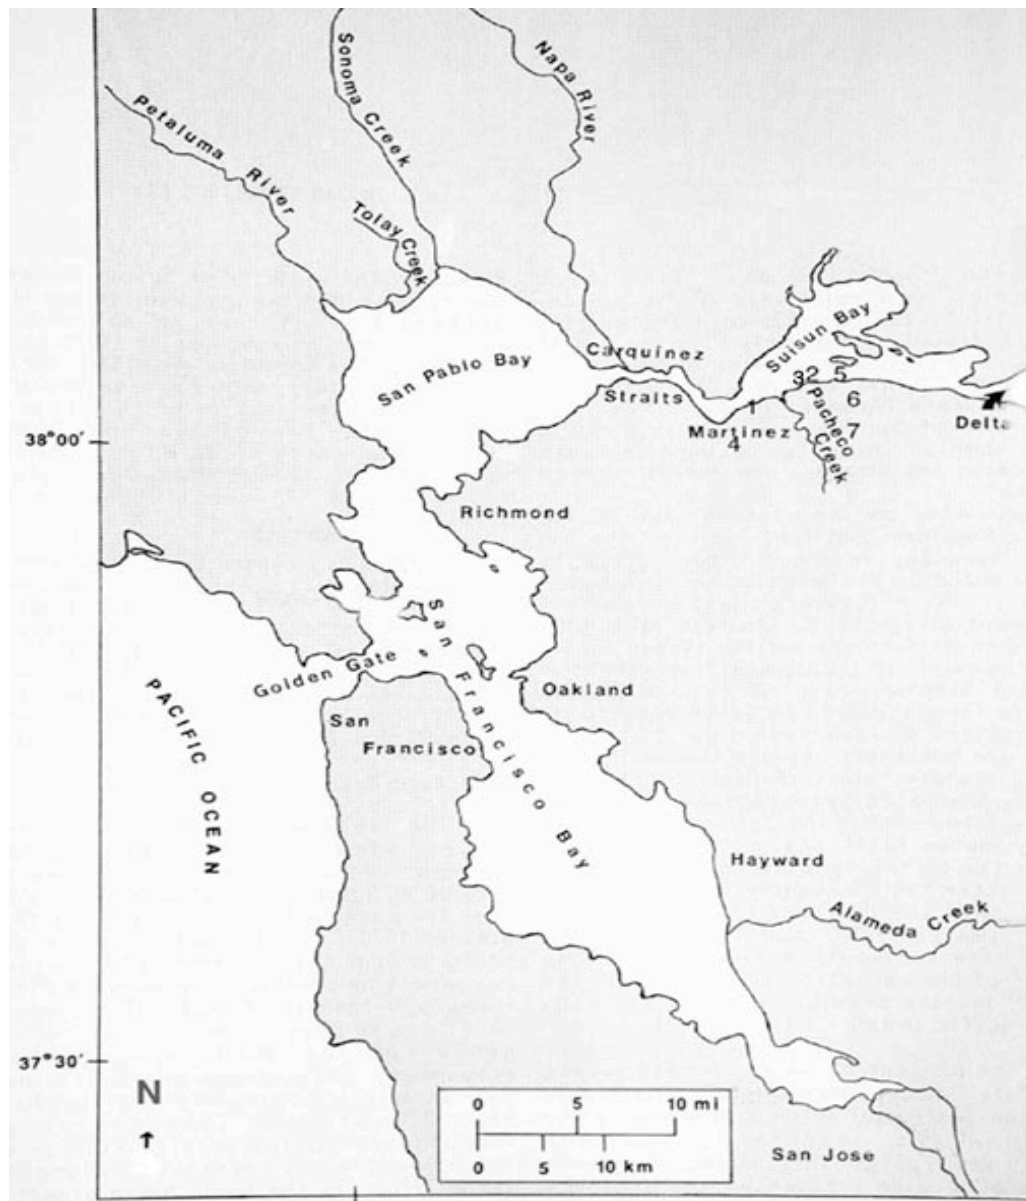 Petaluma River
Sonoma Creek
Tolay Creek
Napa River
San Pablo Bay
Carquinez
Straits
Suisun Bay
32 5
1
6
Martinez
4
7
Pacheco
Creek
Delta
38°00′
Richmond
San Francisco Bay
Golden Gate
Oakland
PACIFIC OCEAN
San
Francisco
Hayward
Alameda Creek
37°30′
N
0 5 10 mi
0 5 10 km
San Jose